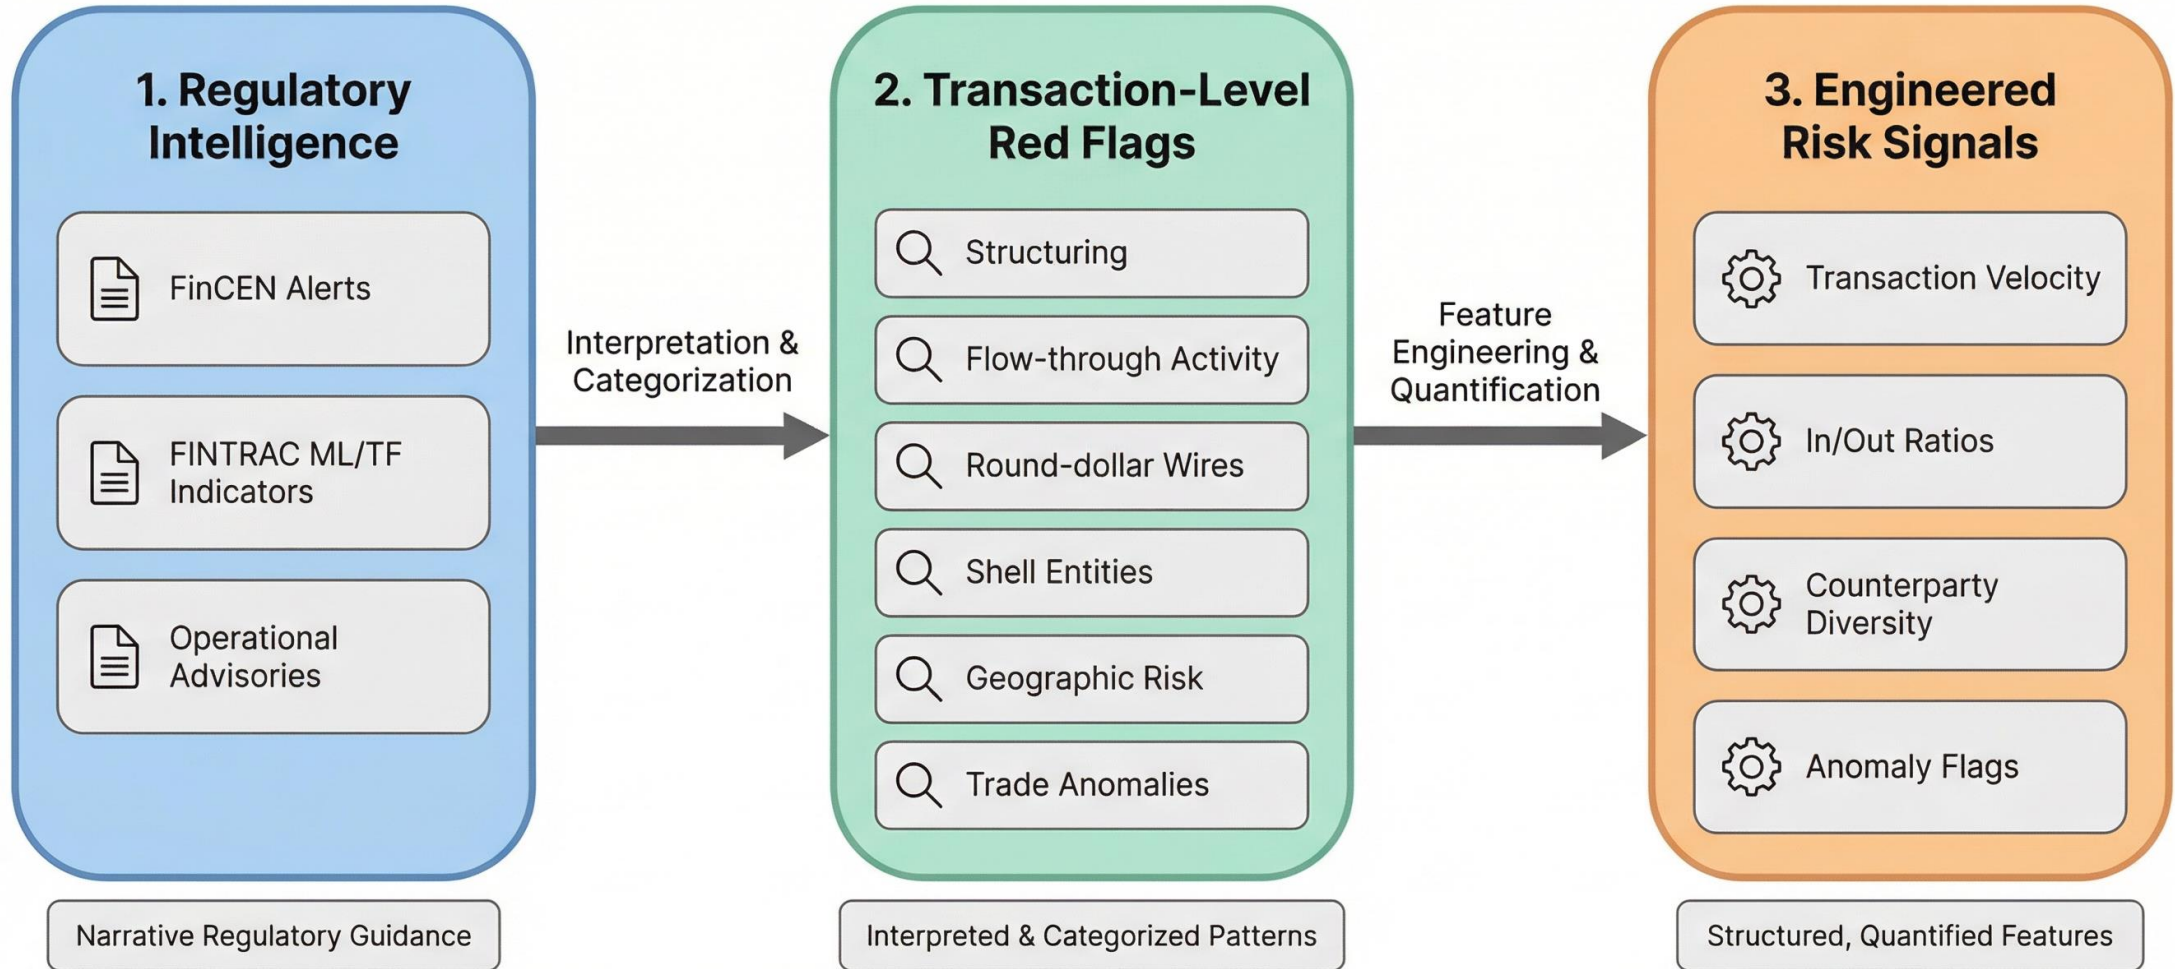 1. Regulatory
Intelligence
FinCEN Alerts
FINTRAC ML/TF
Indicators
Operational
Advisories
Narrative Regulatory Guidance
Interpretation &
Categorization
2. Transaction-Level
Red Flags
Structuring
Flow-through Activity
Round-dollar Wires
Shell Entities
Geographic Risk
Trade Anomalies
Interpreted & Categorized Patterns
Feature
Engineering &
Quantification
3. Engineered
Risk Signals
Transaction Velocity
In/Out Ratios
Counterparty
Diversity
Anomaly Flags
Structured, Quantified Features